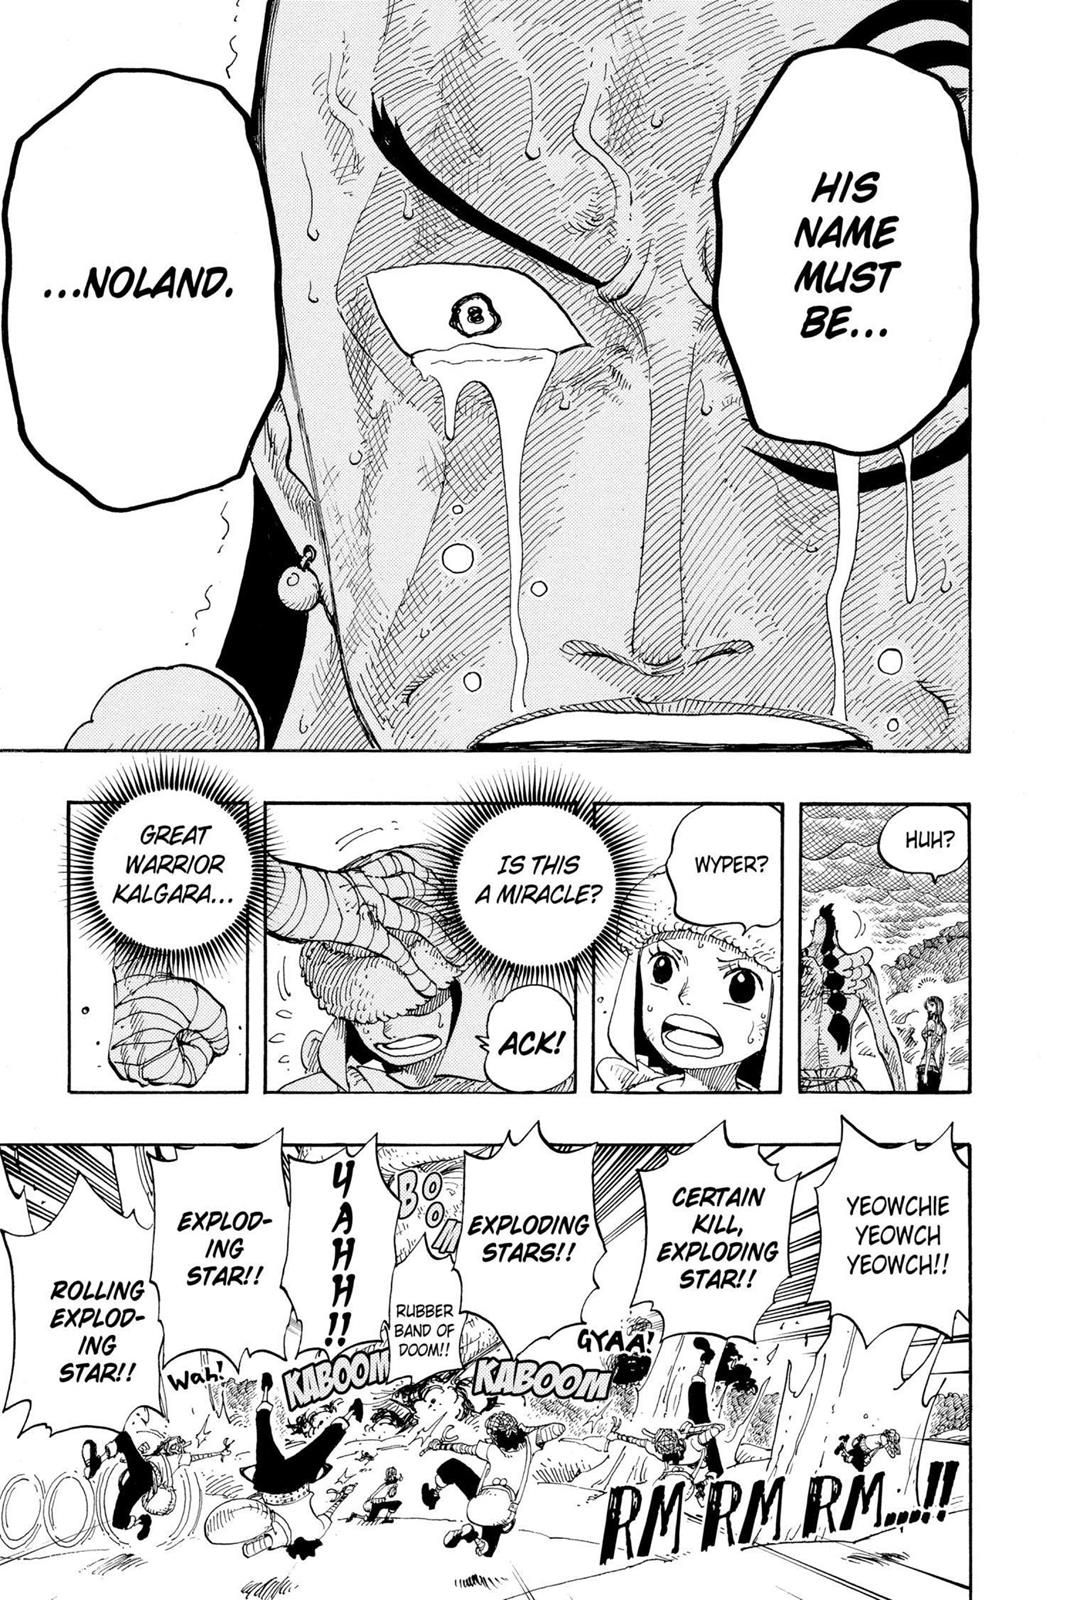 HIS
NAME
MUST
BE...
...NOLAND.
HUH?
WYPER?
IS THIS
A MIRACLE?
ACK!
GREAT
WARRIOR
KALGARA...
YEOWCHIE
YEOWCH
YEOWCH!!
CERTAIN
KILL,
EXPLODING
STAR!!
GYAA!
EXPLODING
STARS!!
BOOM
RUBBER
BAND OF
DOOM!!
KABOOM
YAHH!!
KABOOM
EXPLOD-
ING
STAR!!
Wah!
ROLLING
EXPLOD-
ING
STAR!!
RM RM RM...!!